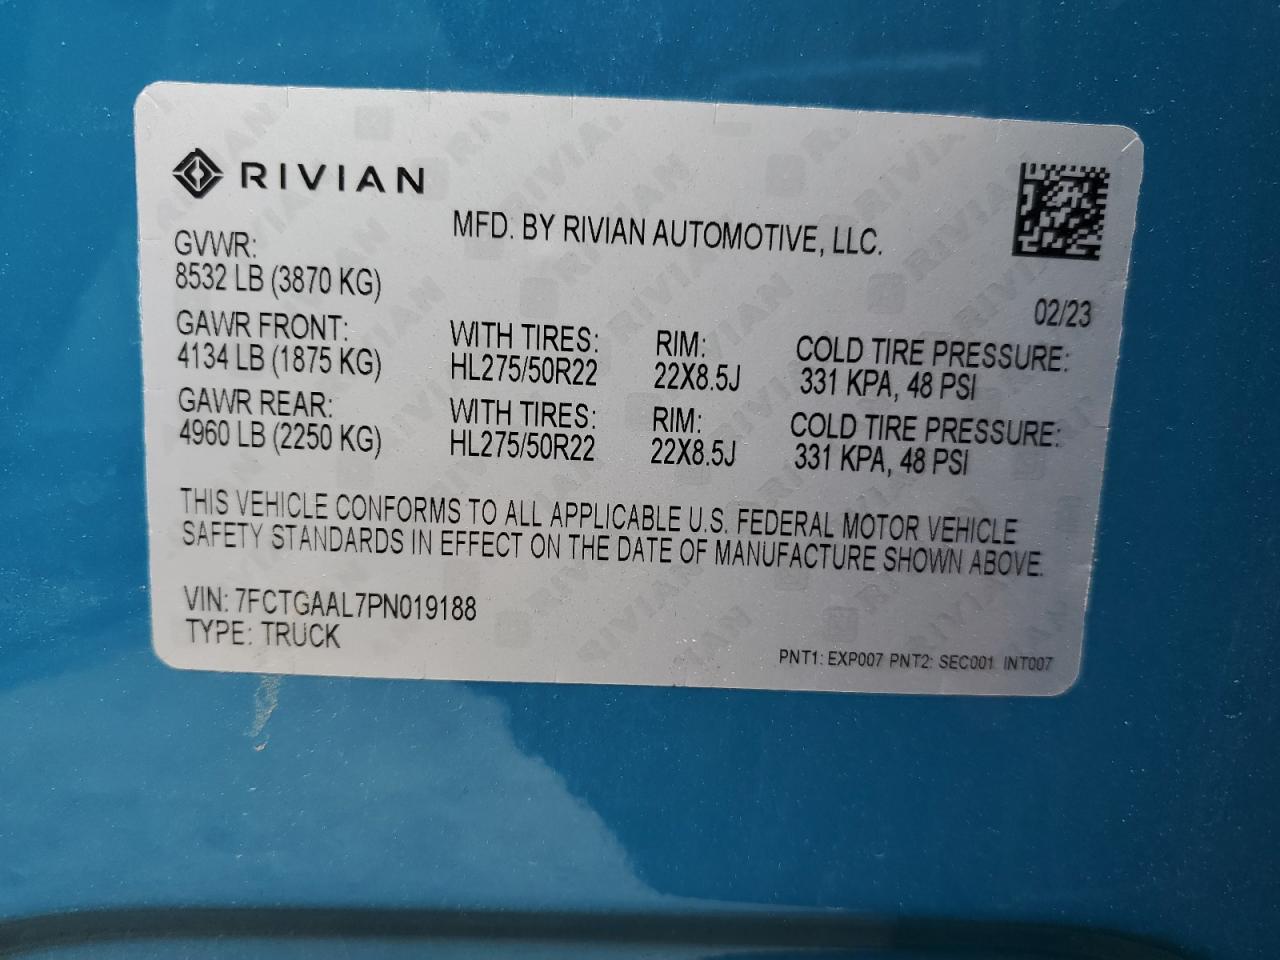 RIVIAN
MFD. BY RIVIAN AUTOMOTIVE, LLC.
GVWR:
8532 LB (3870 KG)
02/23
GAWR FRONT: WITH TIRES: RIM: COLD TIRE PRESSURE:
4134 LB (1875 KG) HL275/50R22 22X8.5J 331 KPA, 48 PSI
GAWR REAR: WITH TIRES: RIM: COLD TIRE PRESSURE:
4960 LB (2250 KG) HL275/50R22 22X8.5J 331 KPA, 48 PSI
THIS VEHICLE CONFORMS TO ALL APPLICABLE U.S. FEDERAL MOTOR VEHICLE
SAFETY STANDARDS IN EFFECT ON THE DATE OF MANUFACTURE SHOWN ABOVE.
VIN: 7FCTGAAL7PN019188
TYPE: TRUCK
PNT1: EXP007 PNT2: SEC001 INT007